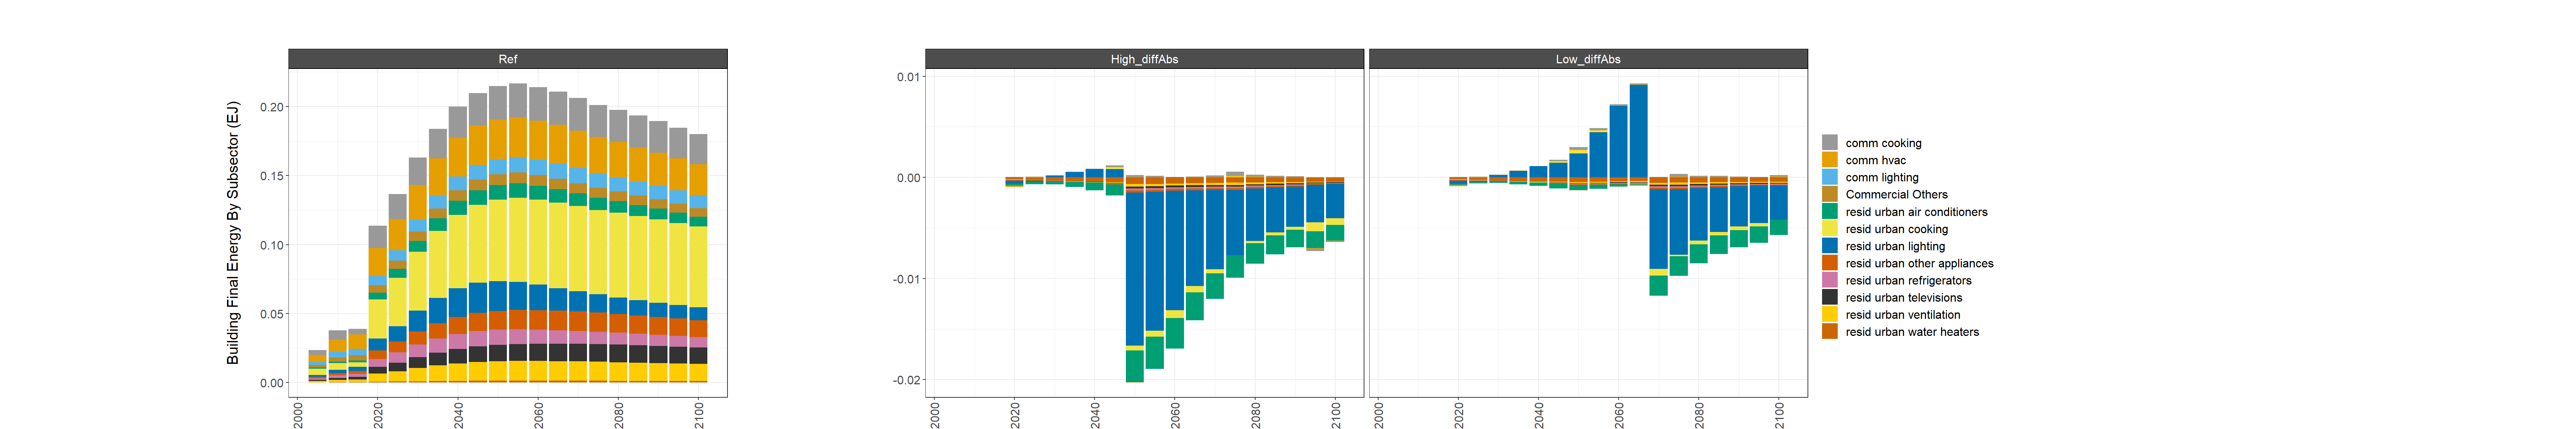 Ref
High_diffAbs
Low_diffAbs
Building Final Energy By Subsector (EJ)
0.20
0.15
0.10
0.05
0.00
2000
2020
2040
2060
2080
2100
0.01
0.00
-0.01
-0.02
2000
2020
2040
2060
2080
2100
2000
2020
2040
2060
2080
2100
comm cooking
comm hvac
comm lighting
Commercial Others
resid urban air conditioners
resid urban cooking
resid urban lighting
resid urban other appliances
resid urban refrigerators
resid urban televisions
resid urban ventilation
resid urban water heaters